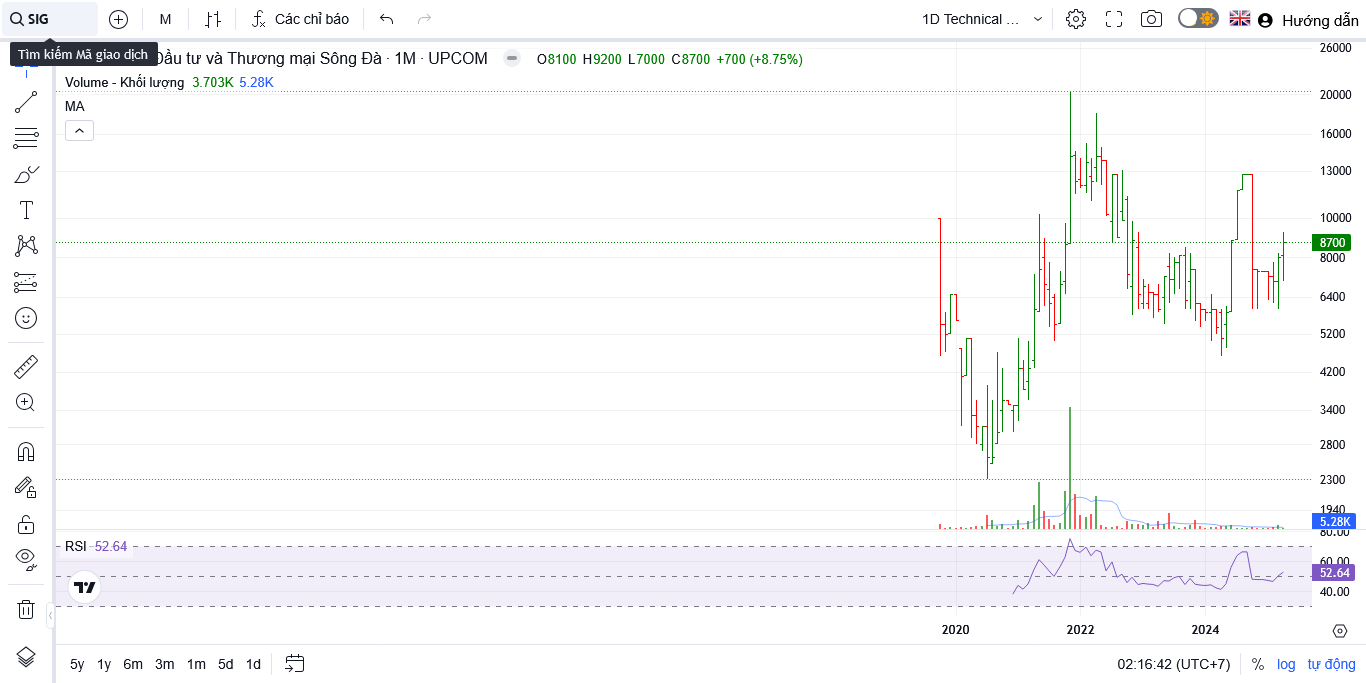 SIG
M
Các chỉ báo
1D Technical ...
Hướng dẫn
Tìm kiếm Mã giao dịch
Đầu tư và Thương mại Sông Đà · 1M · UPCOM
O8100 H9200 L7000 C8700 +700 (+8.75%)
Volume - Khối lượng 3.703K 5.28K
MA
26000
20000
16000
13000
10000
8700
8000
6400
5200
4200
3400
2800
2300
1940
5.28K
80.00
RSI 52.64
60.00
52.64
40.00
2020
2022
2024
5y 1y 6m 3m 1m 5d 1d
02:16:42 (UTC+7)
% log tự động